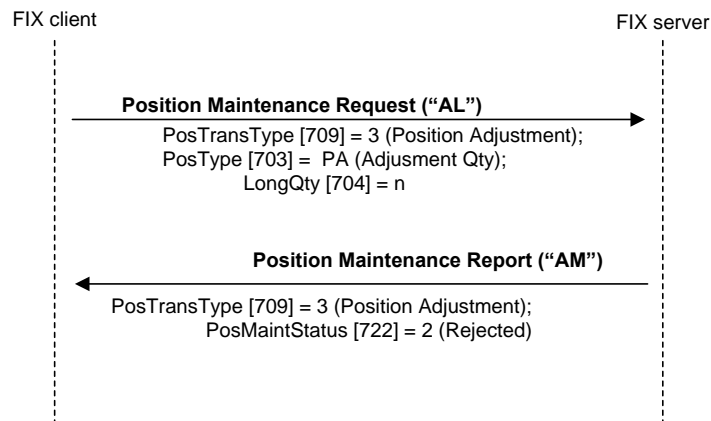 FIX client
FIX server
Position Maintenance Request (“AL”)
PosTransType [709] = 3 (Position Adjustment);
PosType [703] = PA (Adjusment Qty);
LongQty [704] = n
Position Maintenance Report (“AM”)
PosTransType [709] = 3 (Position Adjustment);
PosMaintStatus [722] = 2 (Rejected)